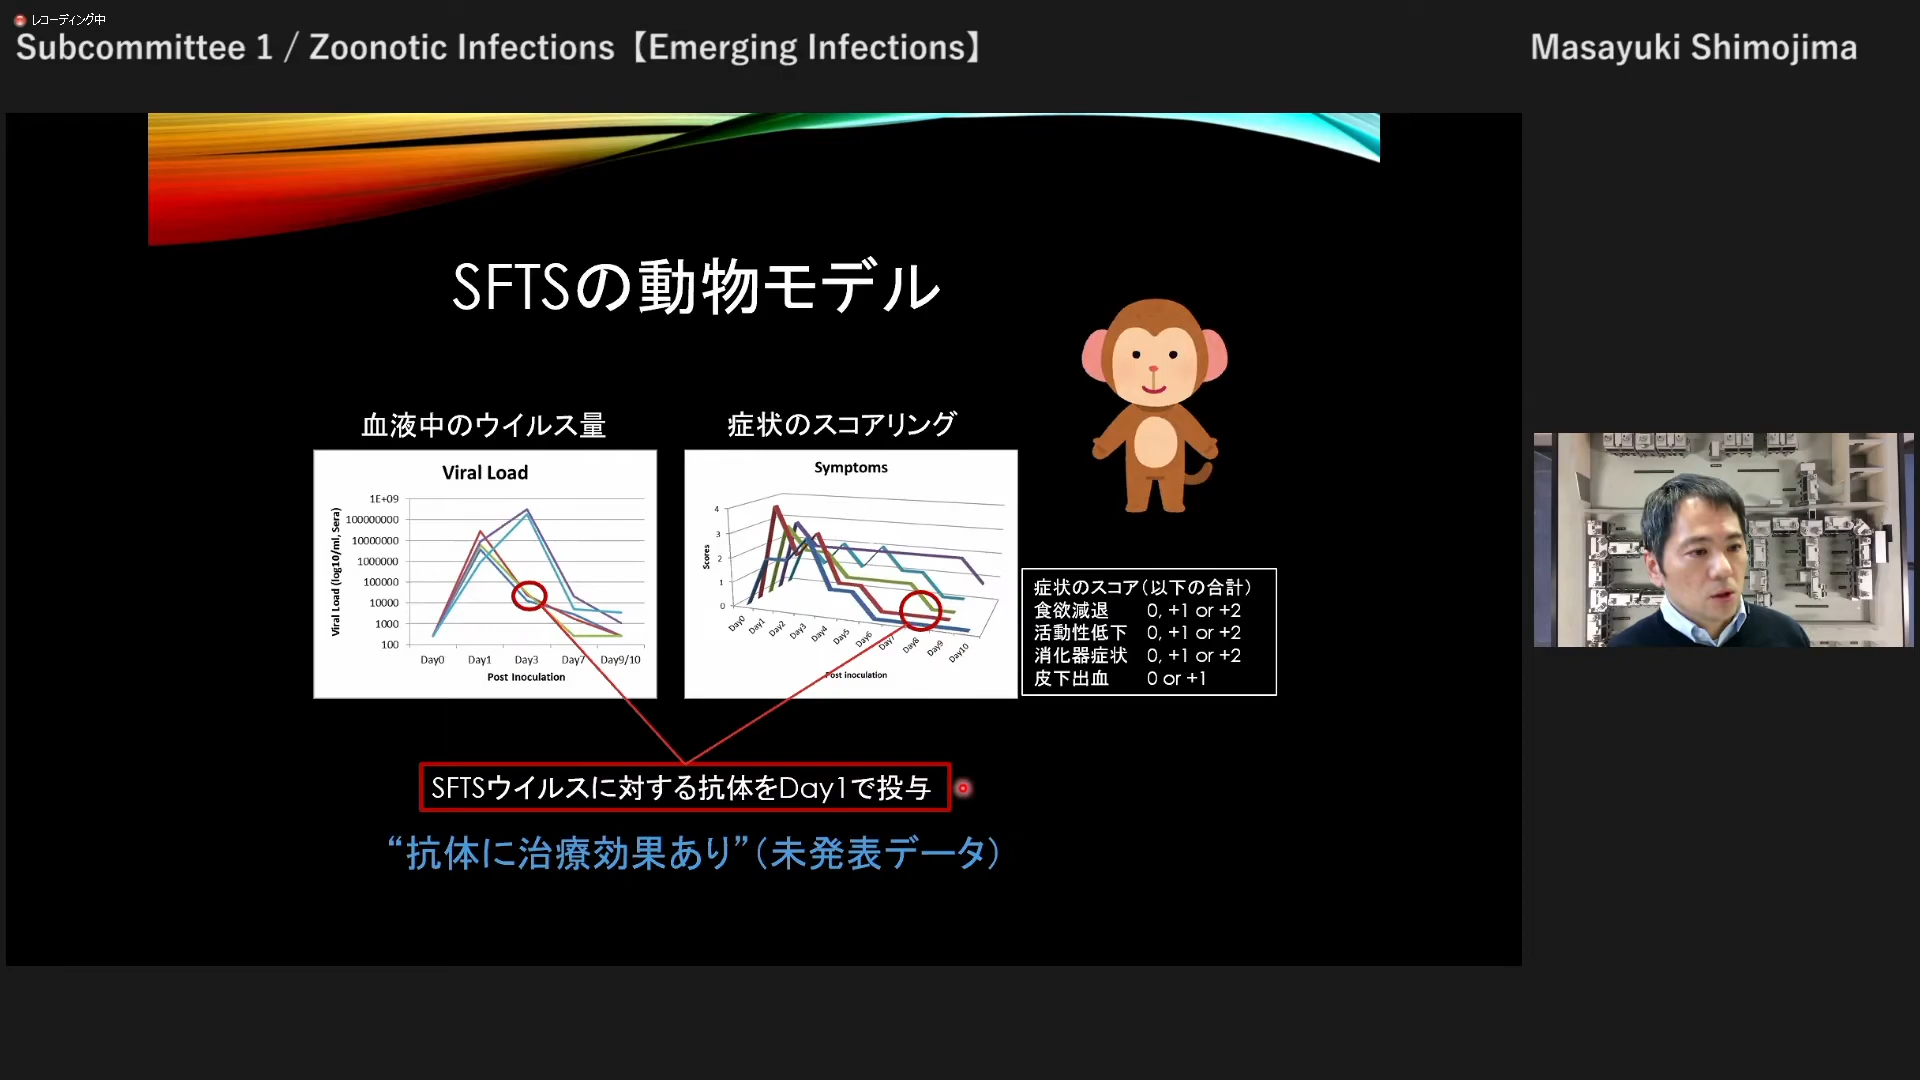 レコーディング中
Subcommittee 1 / Zoonotic Infections【Emerging Infections】
Masayuki Shimojima
SFTSの動物モデル
血液中のウイルス量
症状のスコアリング
Viral Load
Viral Load (log10/ml, Sera)
1E+09
100000000
10000000
1000000
100000
10000
1000
100
Day0 Day1 Day3 Day7 Day9/10
Post Inoculation
Symptoms
Scores
4
3
2
1
0
Day0 Day1 Day2 Day3 Day4 Day5 Day6 Day7 Day8 Day9 Day10
Post inoculation
症状のスコア(以下の合計)
食欲減退 0, +1 or +2
活動性低下 0, +1 or +2
消化器症状 0, +1 or +2
皮下出血 0 or +1
SFTSウイルスに対する抗体をDay1で投与
“抗体に治療効果あり”(未発表データ)